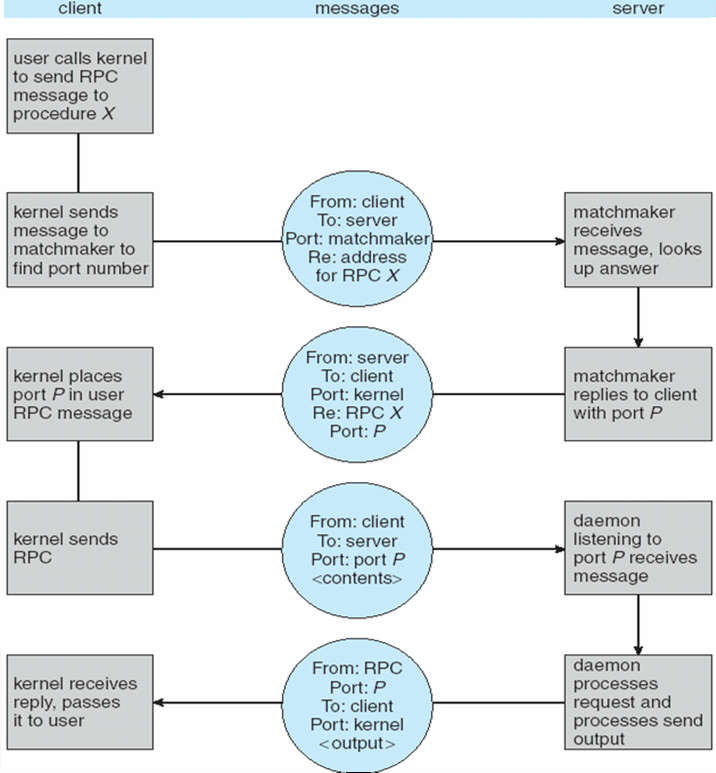 client messages server
user calls kernel
to send RPC
message to
procedure X
kernel sends
message to
matchmaker to
find port number
From: client
To: server
Port: matchmaker
Re: address
for RPC X
matchmaker
receives
message, looks
up answer
kernel places
port P in user
RPC message
From: server
To: client
Port: kernel
Re: RPC X
Port: P
matchmaker
replies to client
with port P
kernel sends
RPC
From: client
To: server
Port: port P
<contents>
daemon
listening to
port P receives
message
kernel receives
reply, passes
it to user
From: RPC
Port: P
To: client
Port: kernel
<output>
daemon
processes
request and
processes send
output